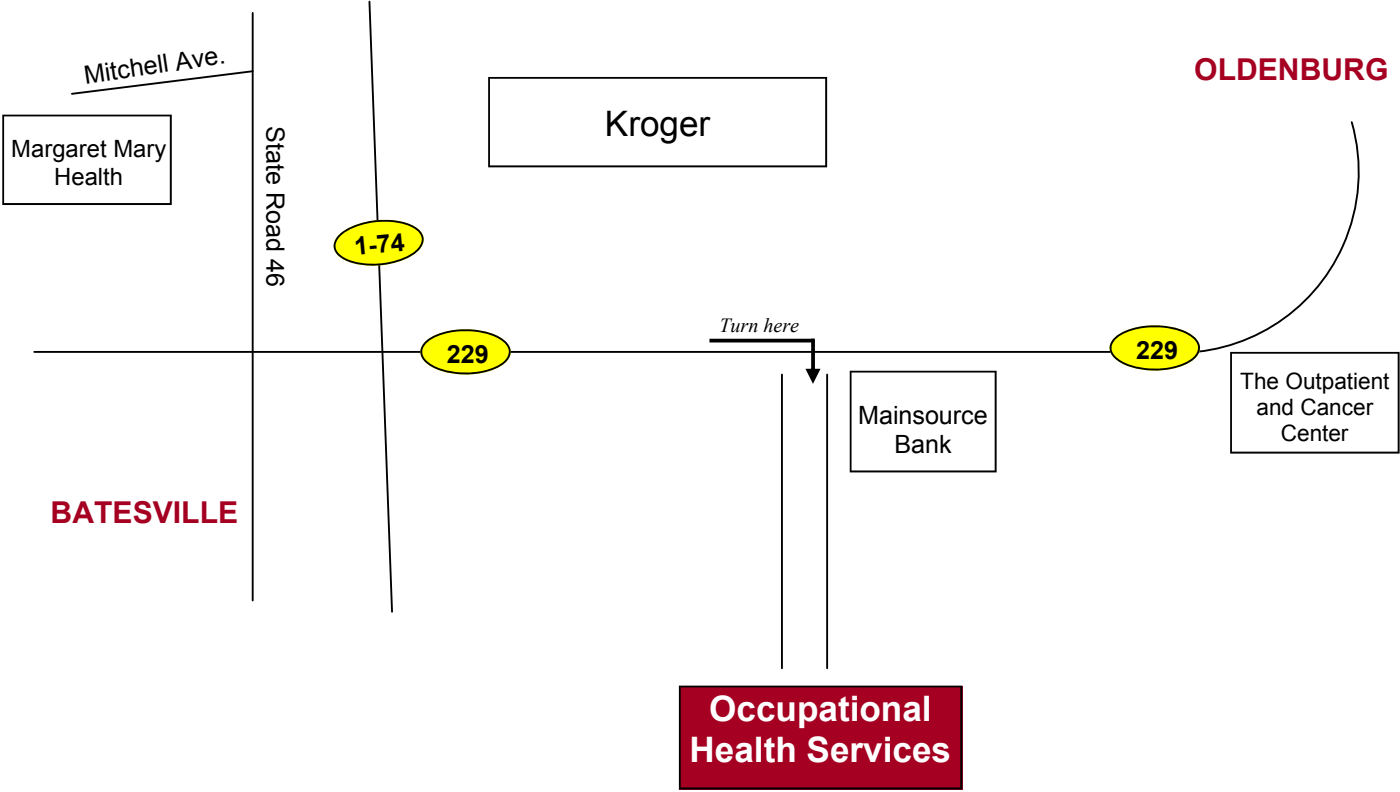 Mitchell Ave.
OLDENBURG
Kroger
Margaret Mary
Health
State Road 46
1-74
Turn here
229
229
The Outpatient
and Cancer
Center
Mainsource
Bank
BATESVILLE
Occupational
Health Services